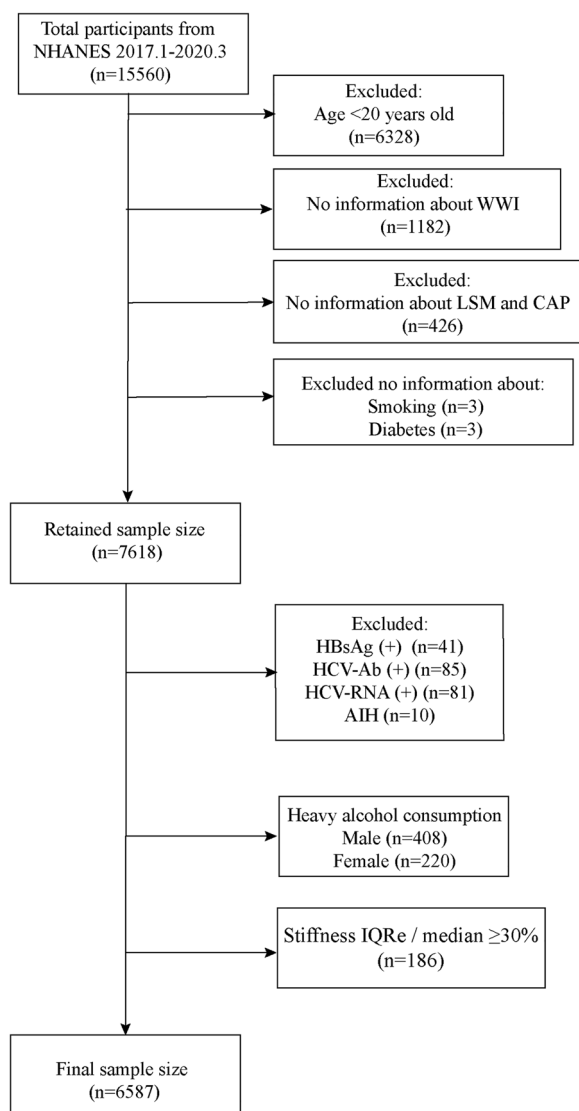 Total participants from
NHANES 2017.1-2020.3
(n=15560)
Excluded:
Age <20 years old
(n=6328)
Excluded:
No information about WWI
(n=1182)
Excluded:
No information about LSM and CAP
(n=426)
Excluded no information about:
Smoking (n=3)
Diabetes (n=3)
Retained sample size
(n=7618)
Excluded:
HBsAg (+) (n=41)
HCV-Ab (+) (n=85)
HCV-RNA (+) (n=81)
AIH (n=10)
Heavy alcohol consumption
Male (n=408)
Female (n=220)
Stiffness IQRe / median ≥30%
(n=186)
Final sample size
(n=6587)